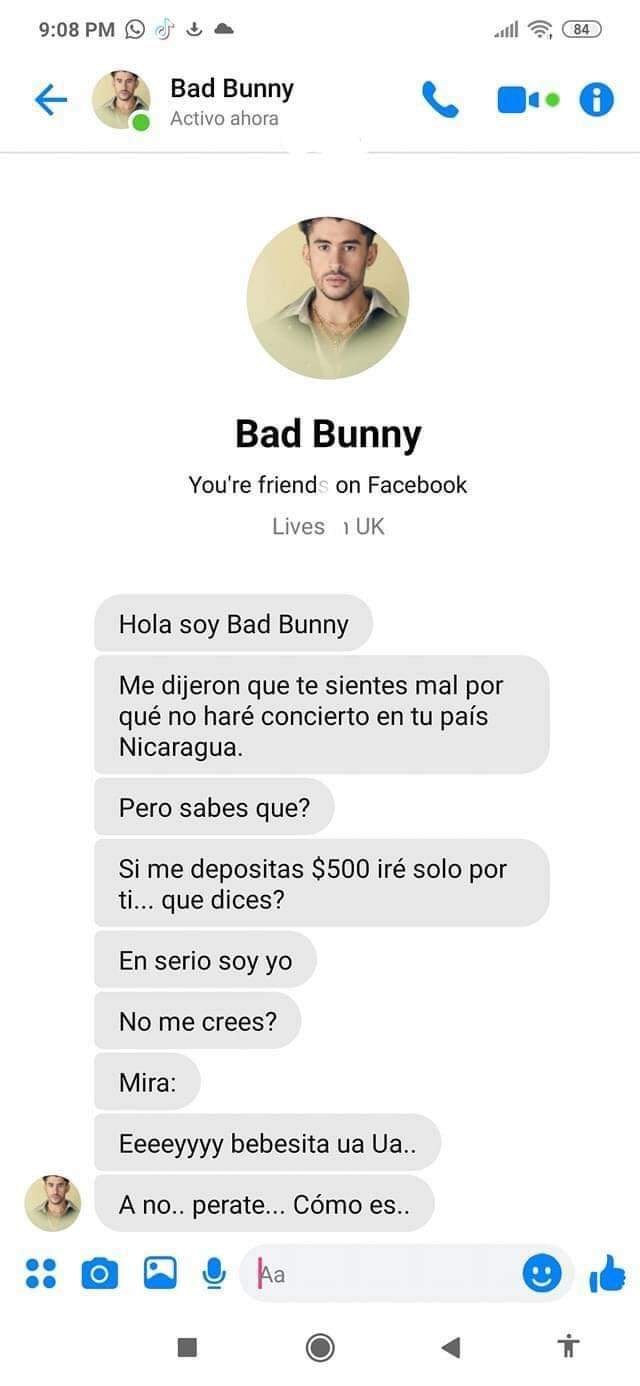 9:08 PM
84
Bad Bunny
Activo ahora
Bad Bunny
You're friends on Facebook
Lives UK
Hola soy Bad Bunny
Me dijeron que te sientes mal por
qué no haré concierto en tu país
Nicaragua.
Pero sabes que?
Si me depositas $500 iré solo por
ti... que dices?
En serio soy yo
No me crees?
Mira:
Eeeeyyyy bebesita ua Ua..
A no.. perate... Cómo es..
Aa